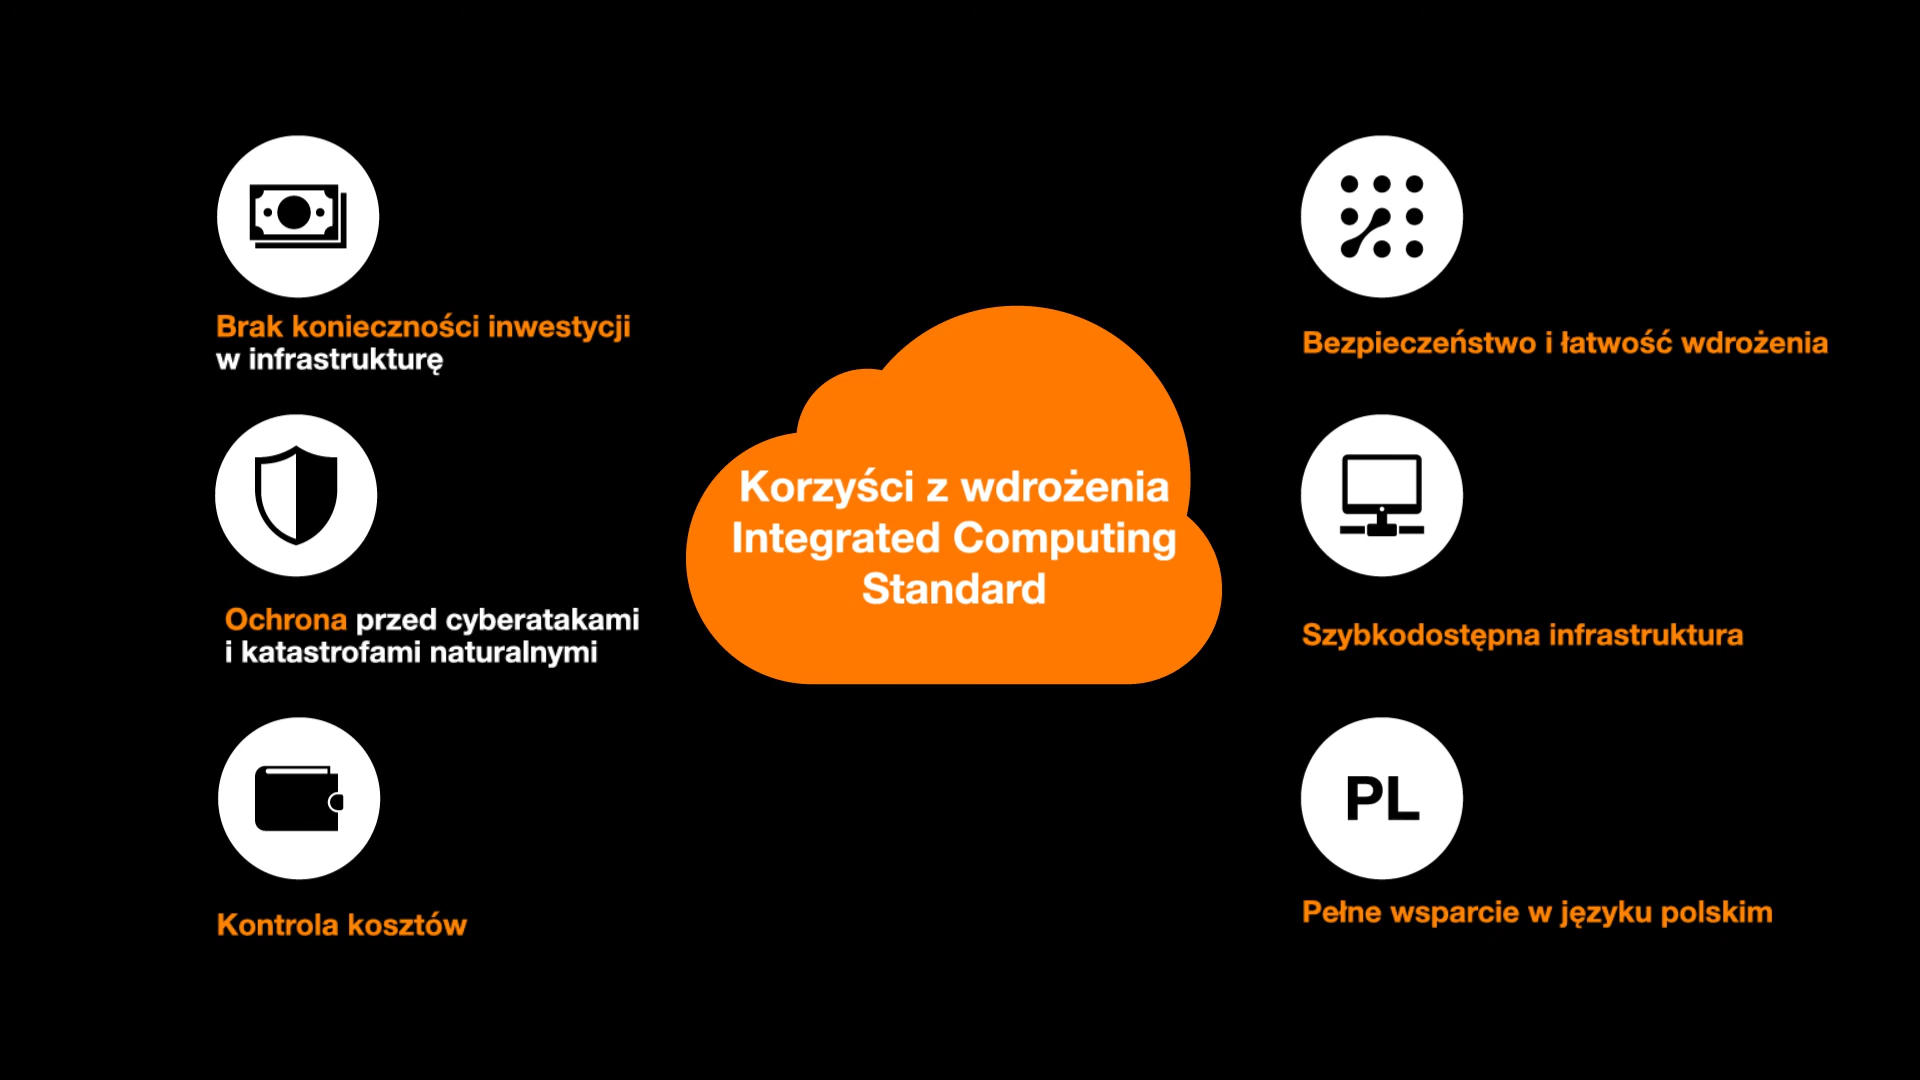 Brak konieczności inwestycji
w infrastrukturę
Ochrona przed cyberatakami
i katastrofami naturalnymi
Kontrola kosztów
Korzyści z wdrożenia
Integrated Computing
Standard
Bezpieczeństwo i łatwość wdrożenia
Szybkodostępna infrastruktura
PL
Pełne wsparcie w języku polskim